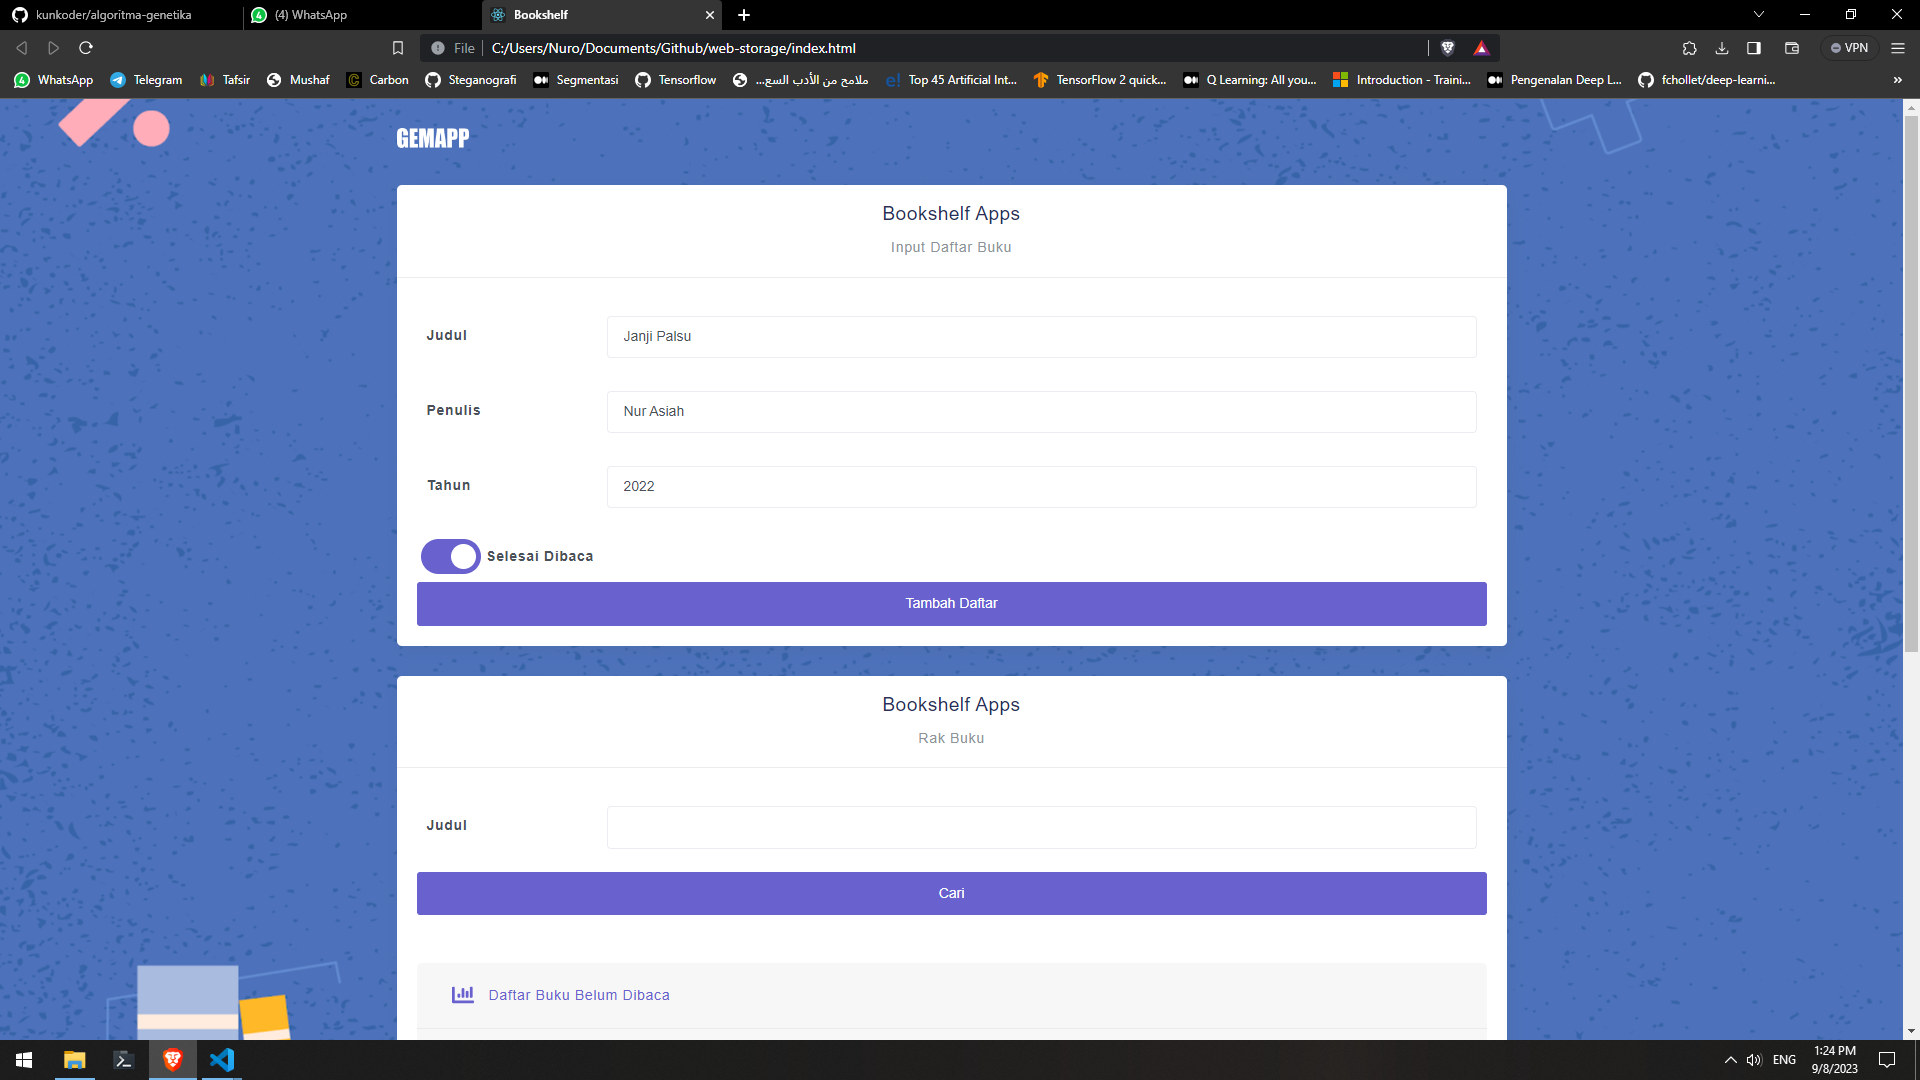 kunkoder/algoritma-genetika
(4) WhatsApp
Bookshelf
File C:/Users/Nuro/Documents/Github/web-storage/index.html
VPN
WhatsApp Telegram Tafsir Mushaf Carbon Steganografi Segmentasi Tensorflow ملامح من الأدب السع... Top 45 Artificial Int... TensorFlow 2 quick... Q Learning: All you... Introduction - Traini... Pengenalan Deep L... fchollet/deep-learni... »
GEMAPP
Bookshelf Apps
Input Daftar Buku
Judul Janji Palsu
Penulis Nur Asiah
Tahun 2022
Selesai Dibaca
Tambah Daftar
Bookshelf Apps
Rak Buku
Judul
Cari
Daftar Buku Belum Dibaca
ENG
1:24 PM
9/8/2023